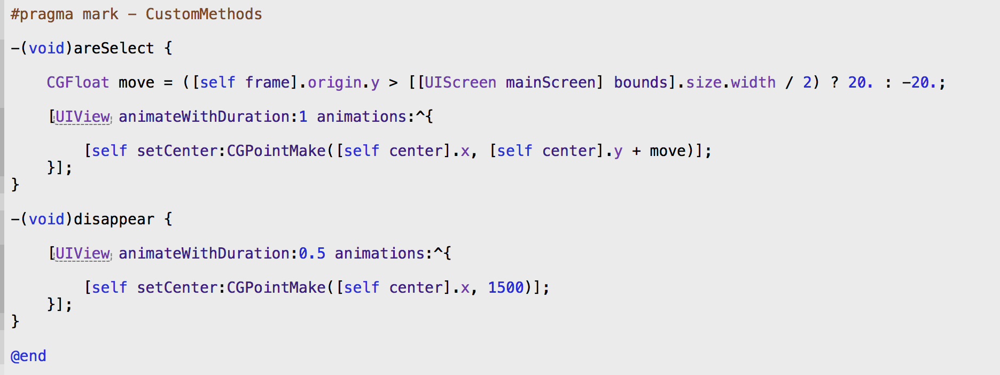 #pragma mark - CustomMethods
-(void)areSelect {
CGFloat move = ([self frame].origin.y > [[UIScreen mainScreen] bounds].size.width / 2) ? 20. : -20.;
[UIView animateWithDuration:1 animations:^{
[self setCenter:CGPointMake([self center].x, [self center].y + move)];
}];
}
-(void)disappear {
[UIView animateWithDuration:0.5 animations:^{
[self setCenter:CGPointMake([self center].x, 1500)];
}];
}
@end